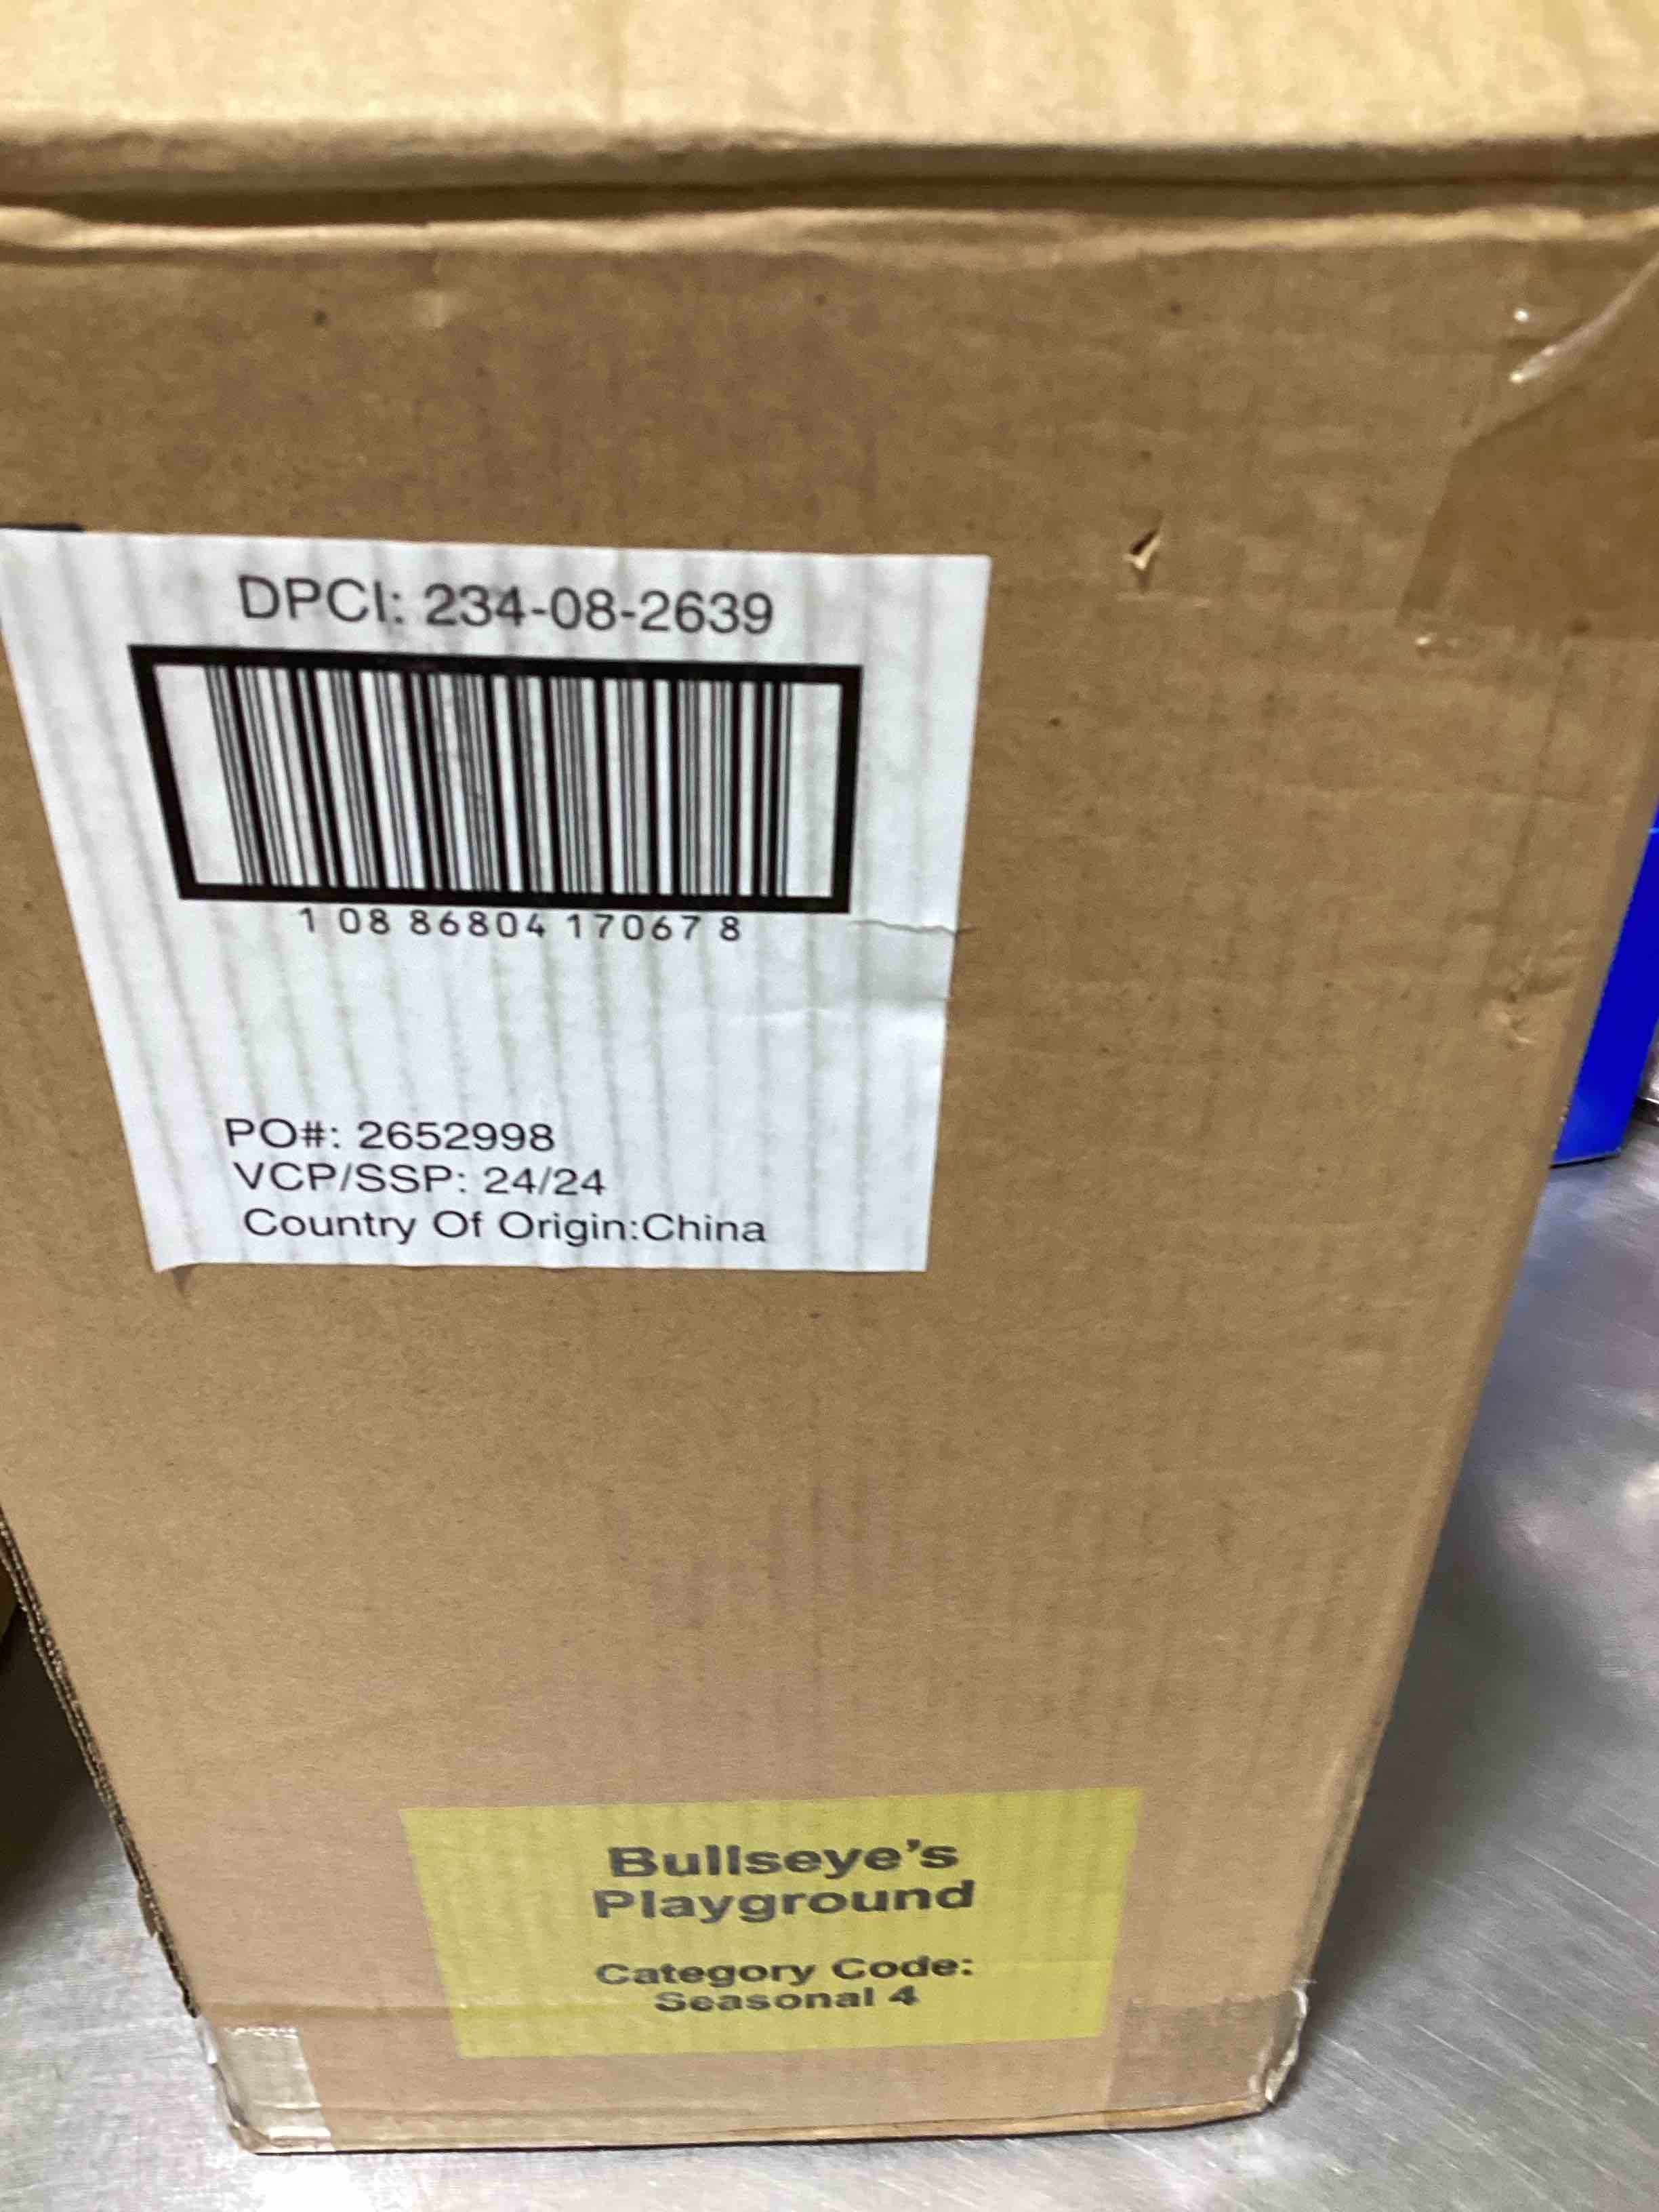 DPCI: 234-08-2639
1 08 86804 17067 8
PO#: 2652998
VCP/SSP: 24/24
Country Of Origin:China
Bullseye's
Playground
Category Code:
Seasonal 4